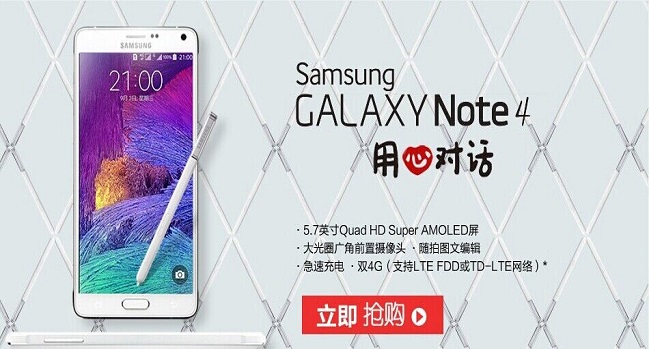 SAMSUNG
100%
21:00
21:00
Samsung
GALAXY Note 4
用心对话
· 5.7英寸Quad HD Super AMOLED屏
· 大光圈广角前置摄像头 · 随拍图文编辑
· 急速充电 · 双4G（支持LTE FDD或TD-LTE网络）*
立即 抢购